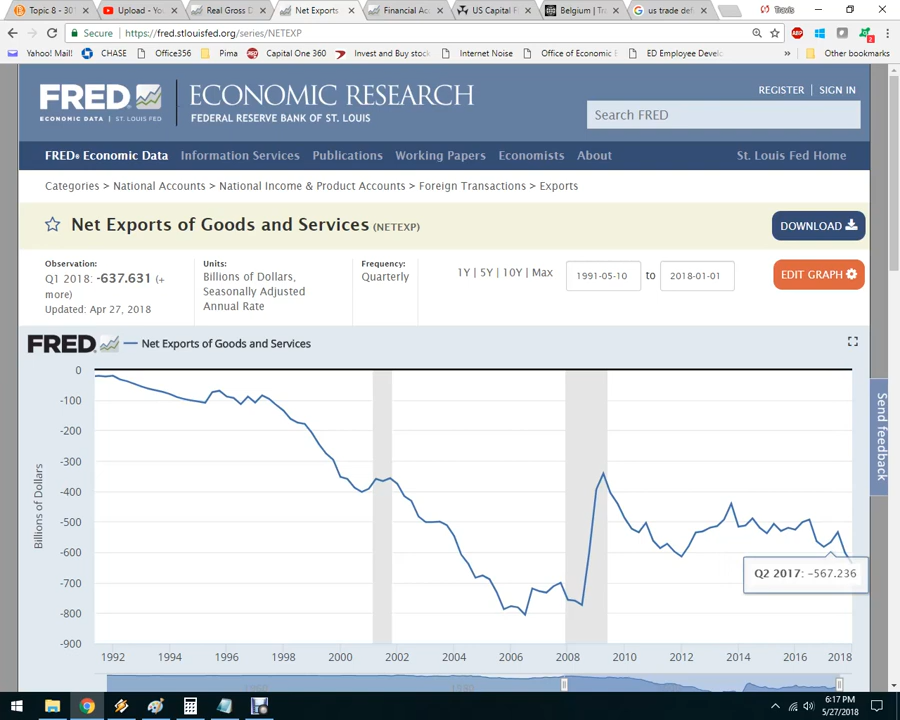 Topic 8 - 30
Upload - You
Real Gross D
Net Exports
Financial Acc
US Capital F
Belgium | Tra
us trade defi
Travis
Secure https://fred.stlouisfed.org/series/NETEXP
ABP
2
Yahoo! Mail!
CHASE
Office356
Pima
Capital One 360
Invest and Buy stoc
Internet Noise
Office of Economic
ED Employee Devel
»
Other bookmarks
FRED
ECONOMIC DATA | ST. LOUIS FED
ECONOMIC RESEARCH
FEDERAL RESERVE BANK OF ST. LOUIS
REGISTER | SIGN IN
Search FRED
FRED® Economic Data Information Services Publications Working Papers Economists About St. Louis Fed Home
Categories > National Accounts > National Income & Product Accounts > Foreign Transactions > Exports
Net Exports of Goods and Services (NETEXP)
DOWNLOAD
Observation:
Q1 2018: -637.631 (+
more)
Updated: Apr 27, 2018
Units:
Billions of Dollars,
Seasonally Adjusted
Annual Rate
Frequency:
Quarterly
1Y | 5Y | 10Y | Max
1991-05-10 to 2018-01-01
EDIT GRAPH
FRED
Net Exports of Goods and Services
0
-100
-200
-300
-400
-500
-600
-700
-800
-900
Billions of Dollars
Q2 2017: -567.236
1992 1994 1996 1998 2000 2002 2004 2006 2008 2010 2012 2014 2016 2018
Send feedback
6:17 PM
5/27/2018